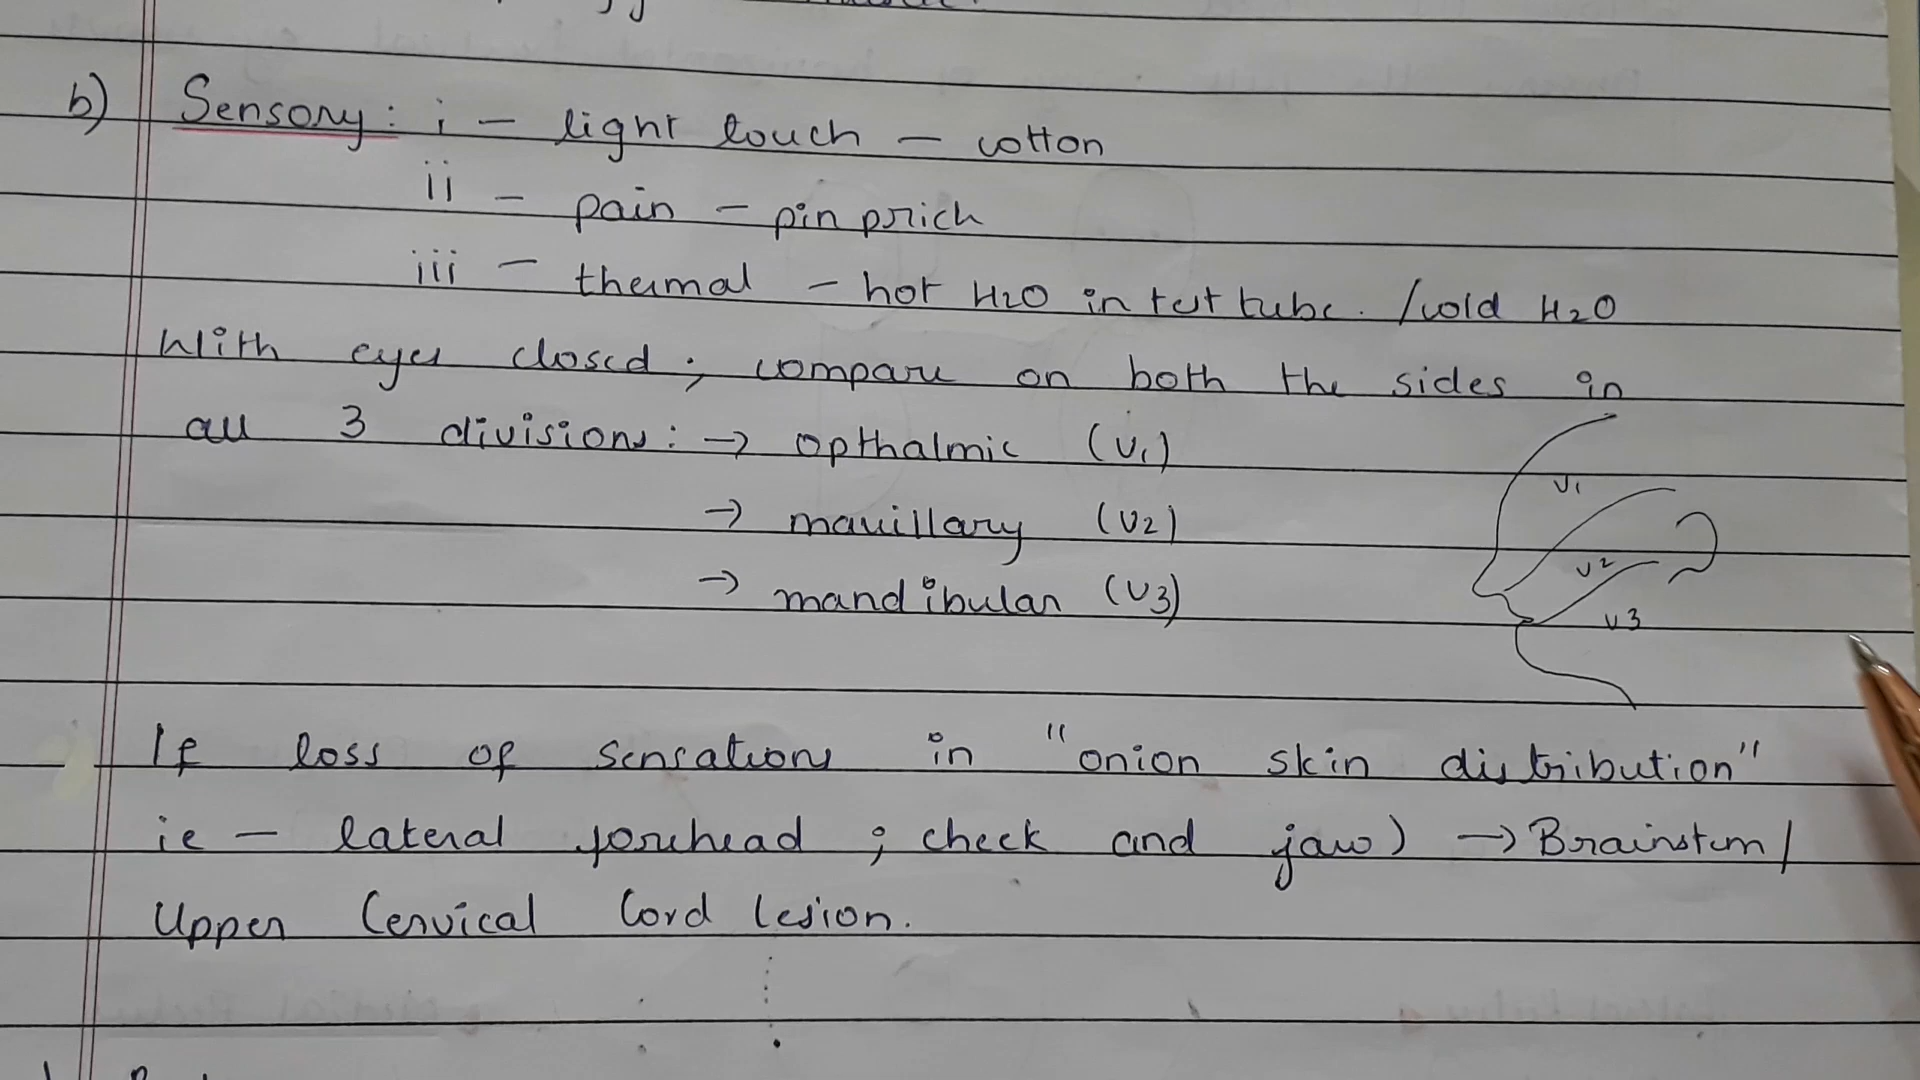 b) Sensory: i - light touch - cotton
ii - pain - pin prick
iii - thermal - hot H2O in test tube. / cold H2O
With eyes closed; compare on both the sides in
all 3 divisions: → opthalmic (V1)
→ maxillary (V2)
→ mandibular (V3)
V1
V2
V3
If loss of sensations in "onion skin distribution"
ie - lateral forehead ; cheek and jaw) → Brainstem /
Upper Cervical Cord lesion.